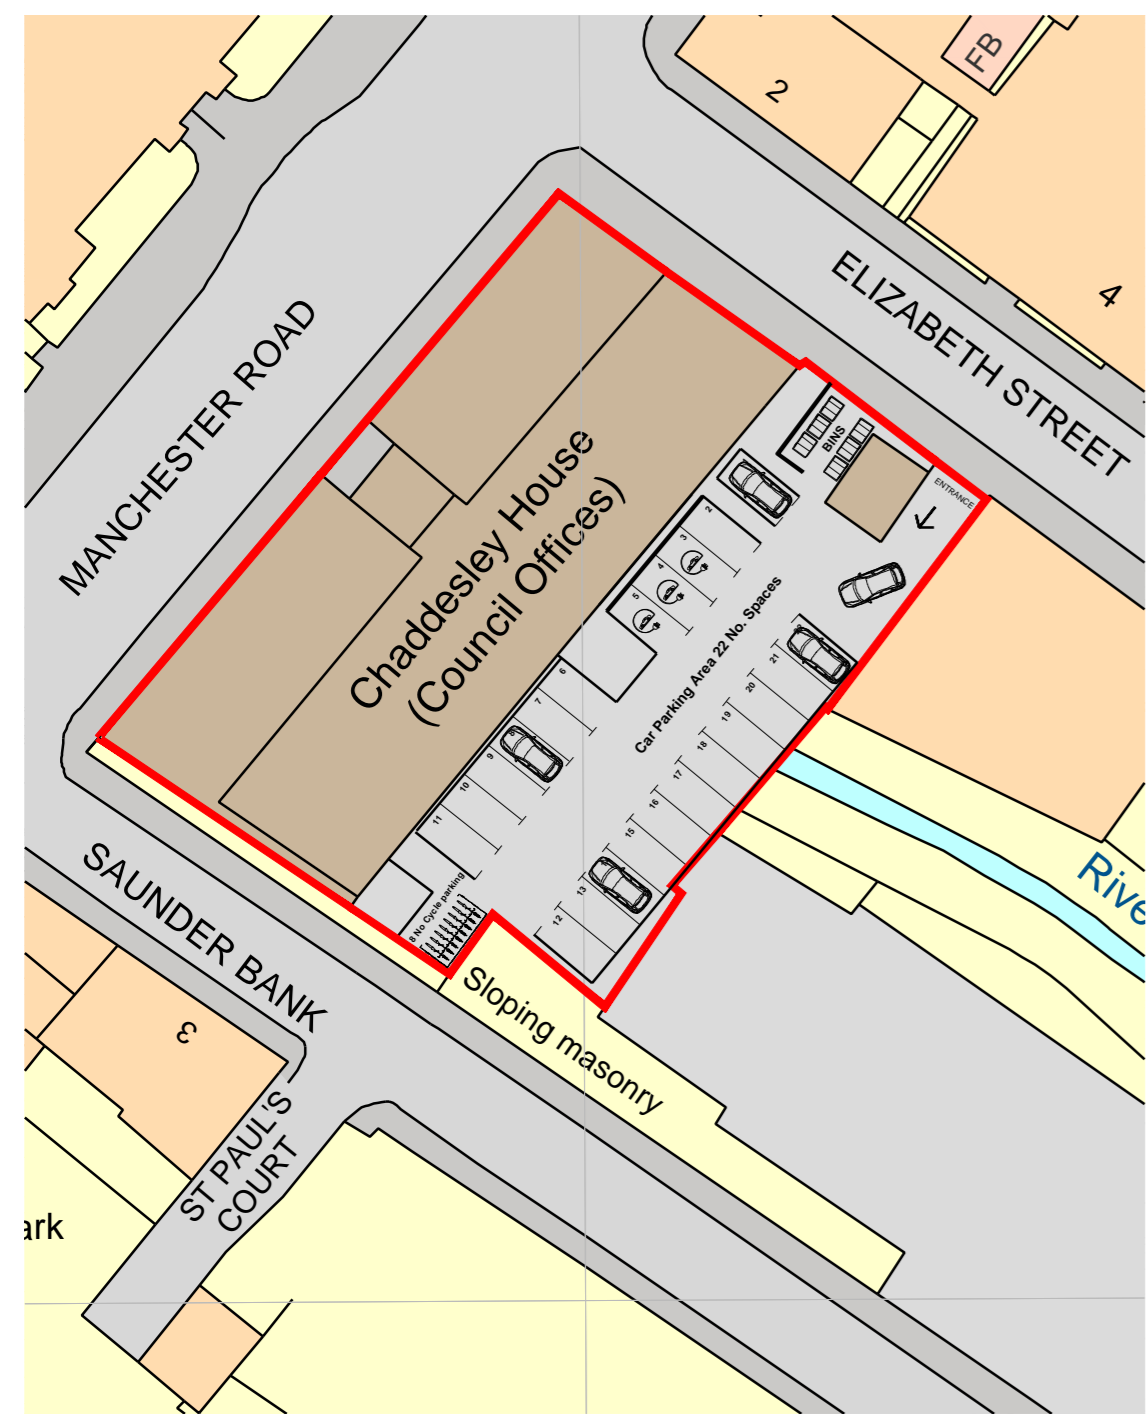 FB
2
4
ELIZABETH STREET
MANCHESTER ROAD
BINS
ENTRANCE
Chaddesley House
(Council Offices)
2
3
4
5
6
7
9
10
11
Car Parking Area 22 No. Spaces
21
20
19
18
17
16
15
13
12
8 No Cycle parking
SAUNDER BANK
Sloping masonry
Rive
3
ST PAUL'S
COURT
ark